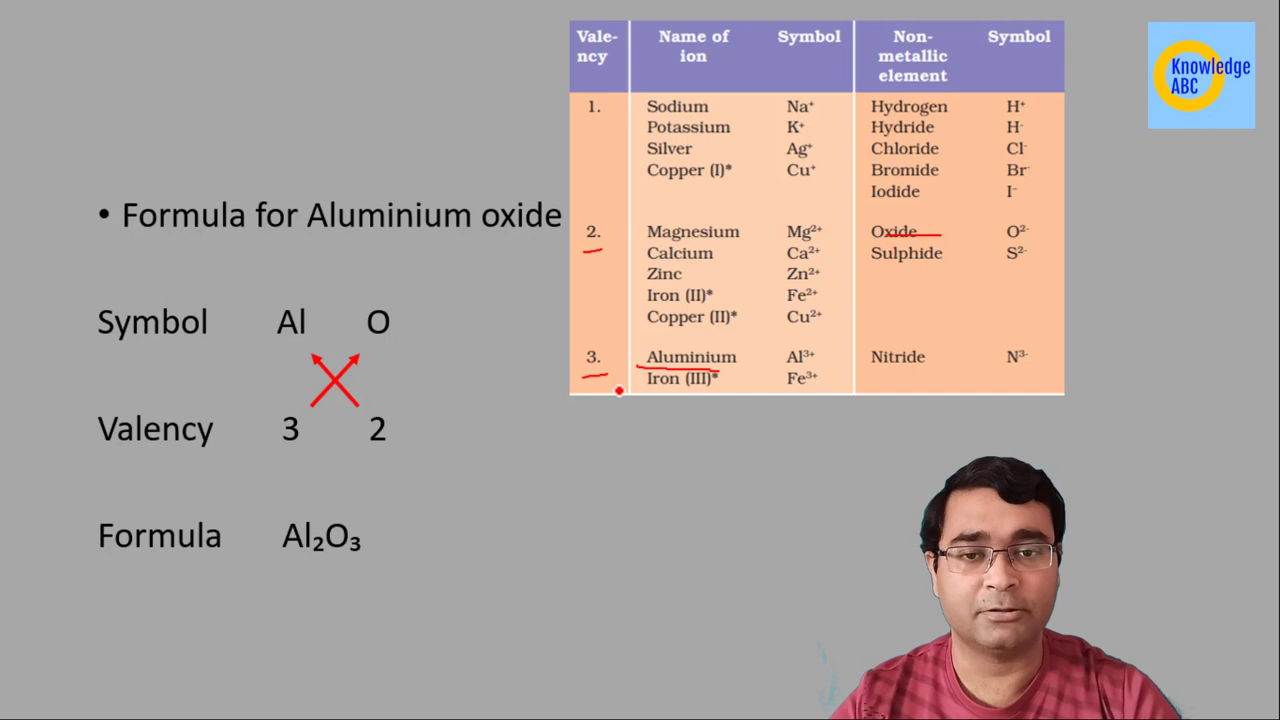 • Formula for Aluminium oxide
Symbol Al O
Valency 3 2
Formula Al₂O₃
Vale-
ncy
Name of
ion
Symbol
Non-
metallic
element
Symbol
1. Sodium Na⁺ Hydrogen H⁺
Potassium K⁺ Hydride H⁻
Silver Ag⁺ Chloride Cl⁻
Copper (I)* Cu⁺ Bromide Br⁻
Iodide I⁻
2. Magnesium Mg²⁺ Oxide O²⁻
Calcium Ca²⁺ Sulphide S²⁻
Zinc Zn²⁺
Iron (II)* Fe²⁺
Copper (II)* Cu²⁺
3. Aluminium Al³⁺ Nitride N³⁻
Iron (III)* Fe³⁺
Knowledge
ABC